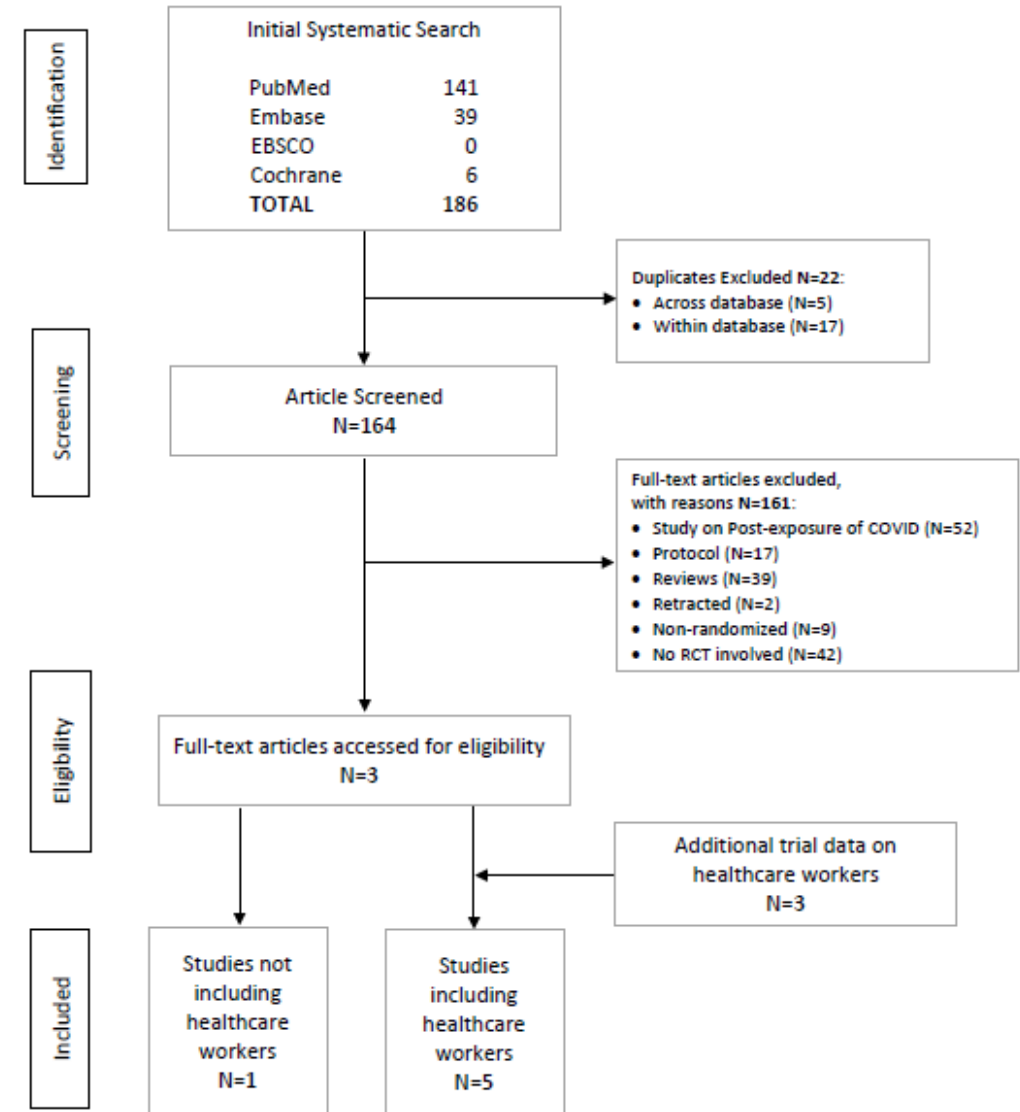 Identification
Initial Systematic Search
PubMed 141
Embase 39
EBSCO 0
Cochrane 6
TOTAL 186
Duplicates Excluded N=22:
• Across database (N=5)
• Within database (N=17)
Screening
Article Screened
N=164
Full-text articles excluded,
with reasons N=161:
• Study on Post-exposure of COVID (N=52)
• Protocol (N=17)
• Reviews (N=39)
• Retracted (N=2)
• Non-randomized (N=9)
• No RCT involved (N=42)
Eligibility
Full-text articles accessed for eligibility
N=3
Additional trial data on
healthcare workers
N=3
Included
Studies not
including
healthcare
workers
N=1
Studies
including
healthcare
workers
N=5